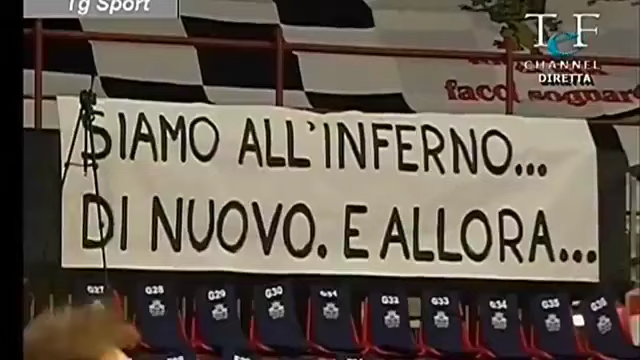 Tg Sport
TeF
CHANNEL
DIRETTA
facci sognare
SIAMO ALL'INFERNO...
DI NUOVO. E ALLORA...
G27 G28 G29 G30 G31 G32 G33 G34 G35 G36